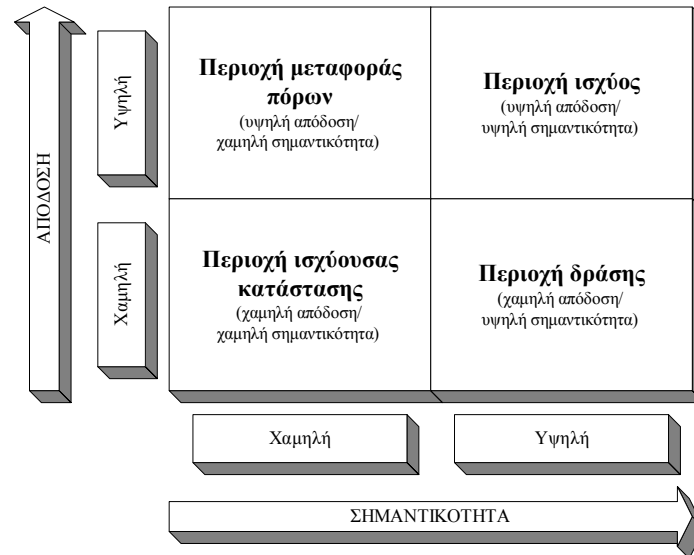 Υψηλή
Περιοχή μεταφοράς
πόρων
(υψηλή απόδοση/
χαμηλή σημαντικότητα)
Περιοχή ισχύος
(υψηλή απόδοση/
υψηλή σημαντικότητα)
ΑΠΟΔΟΣΗ
Χαμηλή
Περιοχή ισχύουσας
κατάστασης
(χαμηλή απόδοση/
χαμηλή σημαντικότητα)
Περιοχή δράσης
(χαμηλή απόδοση/
υψηλή σημαντικότητα)
Χαμηλή
Υψηλή
ΣΗΜΑΝΤΙΚΟΤΗΤΑ